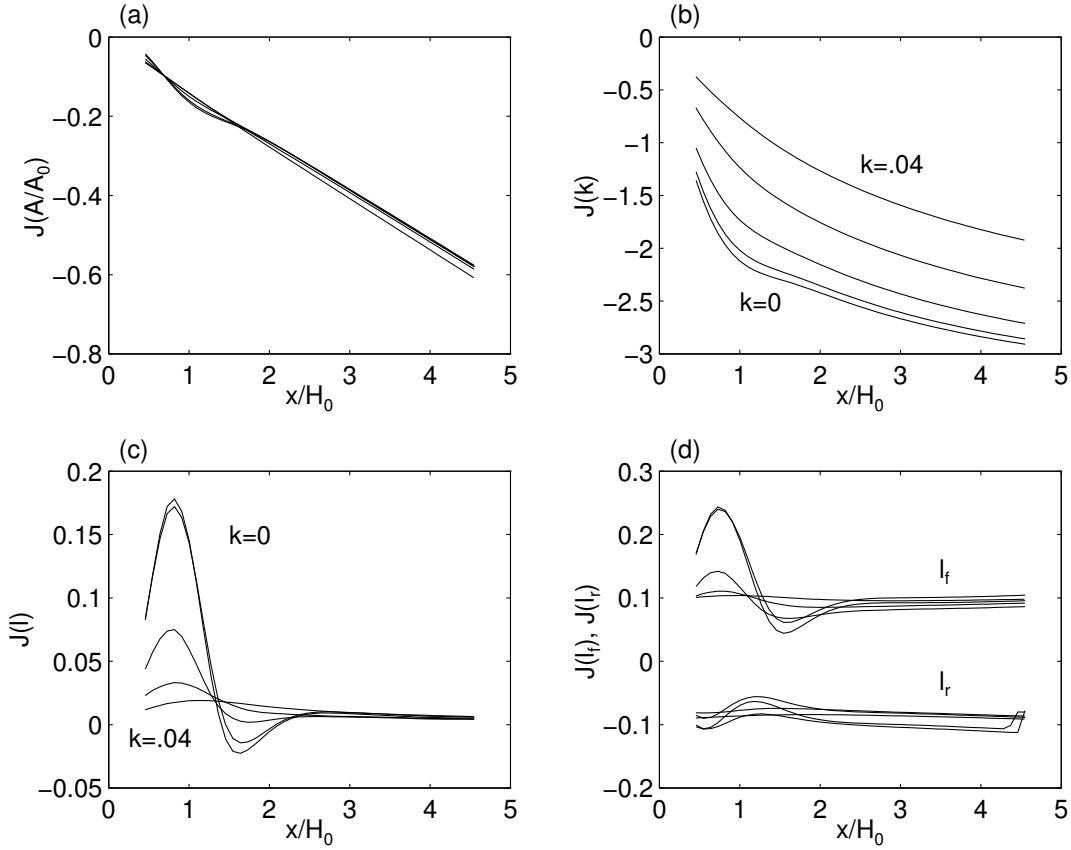 (a)
0
−0.2
−0.4
−0.6
−0.8
J(A/A0)
0 1 2 3 4 5
x/H0
(b)
0
−0.5
−1
−1.5
−2
−2.5
−3
J(k)
k=.04
k=0
0 1 2 3 4 5
x/H0
(c)
0.2
0.15
0.1
0.05
0
−0.05
J(l)
k=0
k=.04
0 1 2 3 4 5
x/H0
(d)
0.3
0.2
0.1
0
−0.1
−0.2
J(lf), J(lr)
lf
lr
0 1 2 3 4 5
x/H0